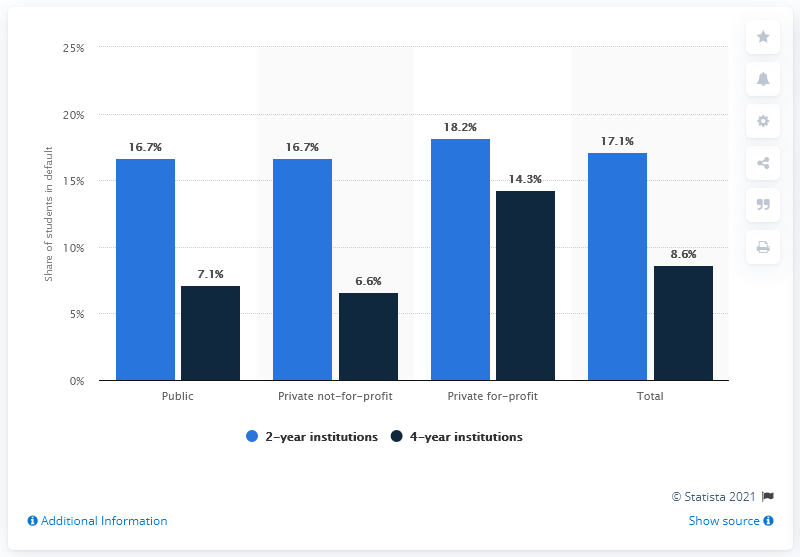 25%
20%
15%
10%
5%
0%
Share of students in default
16.7%
7.1%
16.7%
6.6%
18.2%
14.3%
17.1%
8.6%
Public
Private not-for-profit
Private for-profit
Total
2-year institutions
4-year institutions
© Statista 2021
Additional Information
Show source